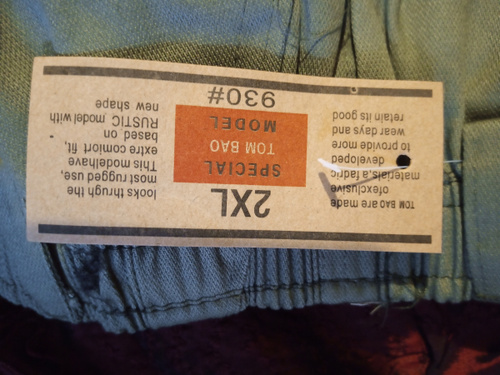 TOM BAO are made
ofexclusive
materials,a fadric
developed
to provide more
wear days and
retain its good
2XL
SPECIAL
TOM BAO
MODEL
930#
looks thrugh the
most rugged use.
This modelhave
extre comiort fit,
based on
RUSTIC model with
new shape